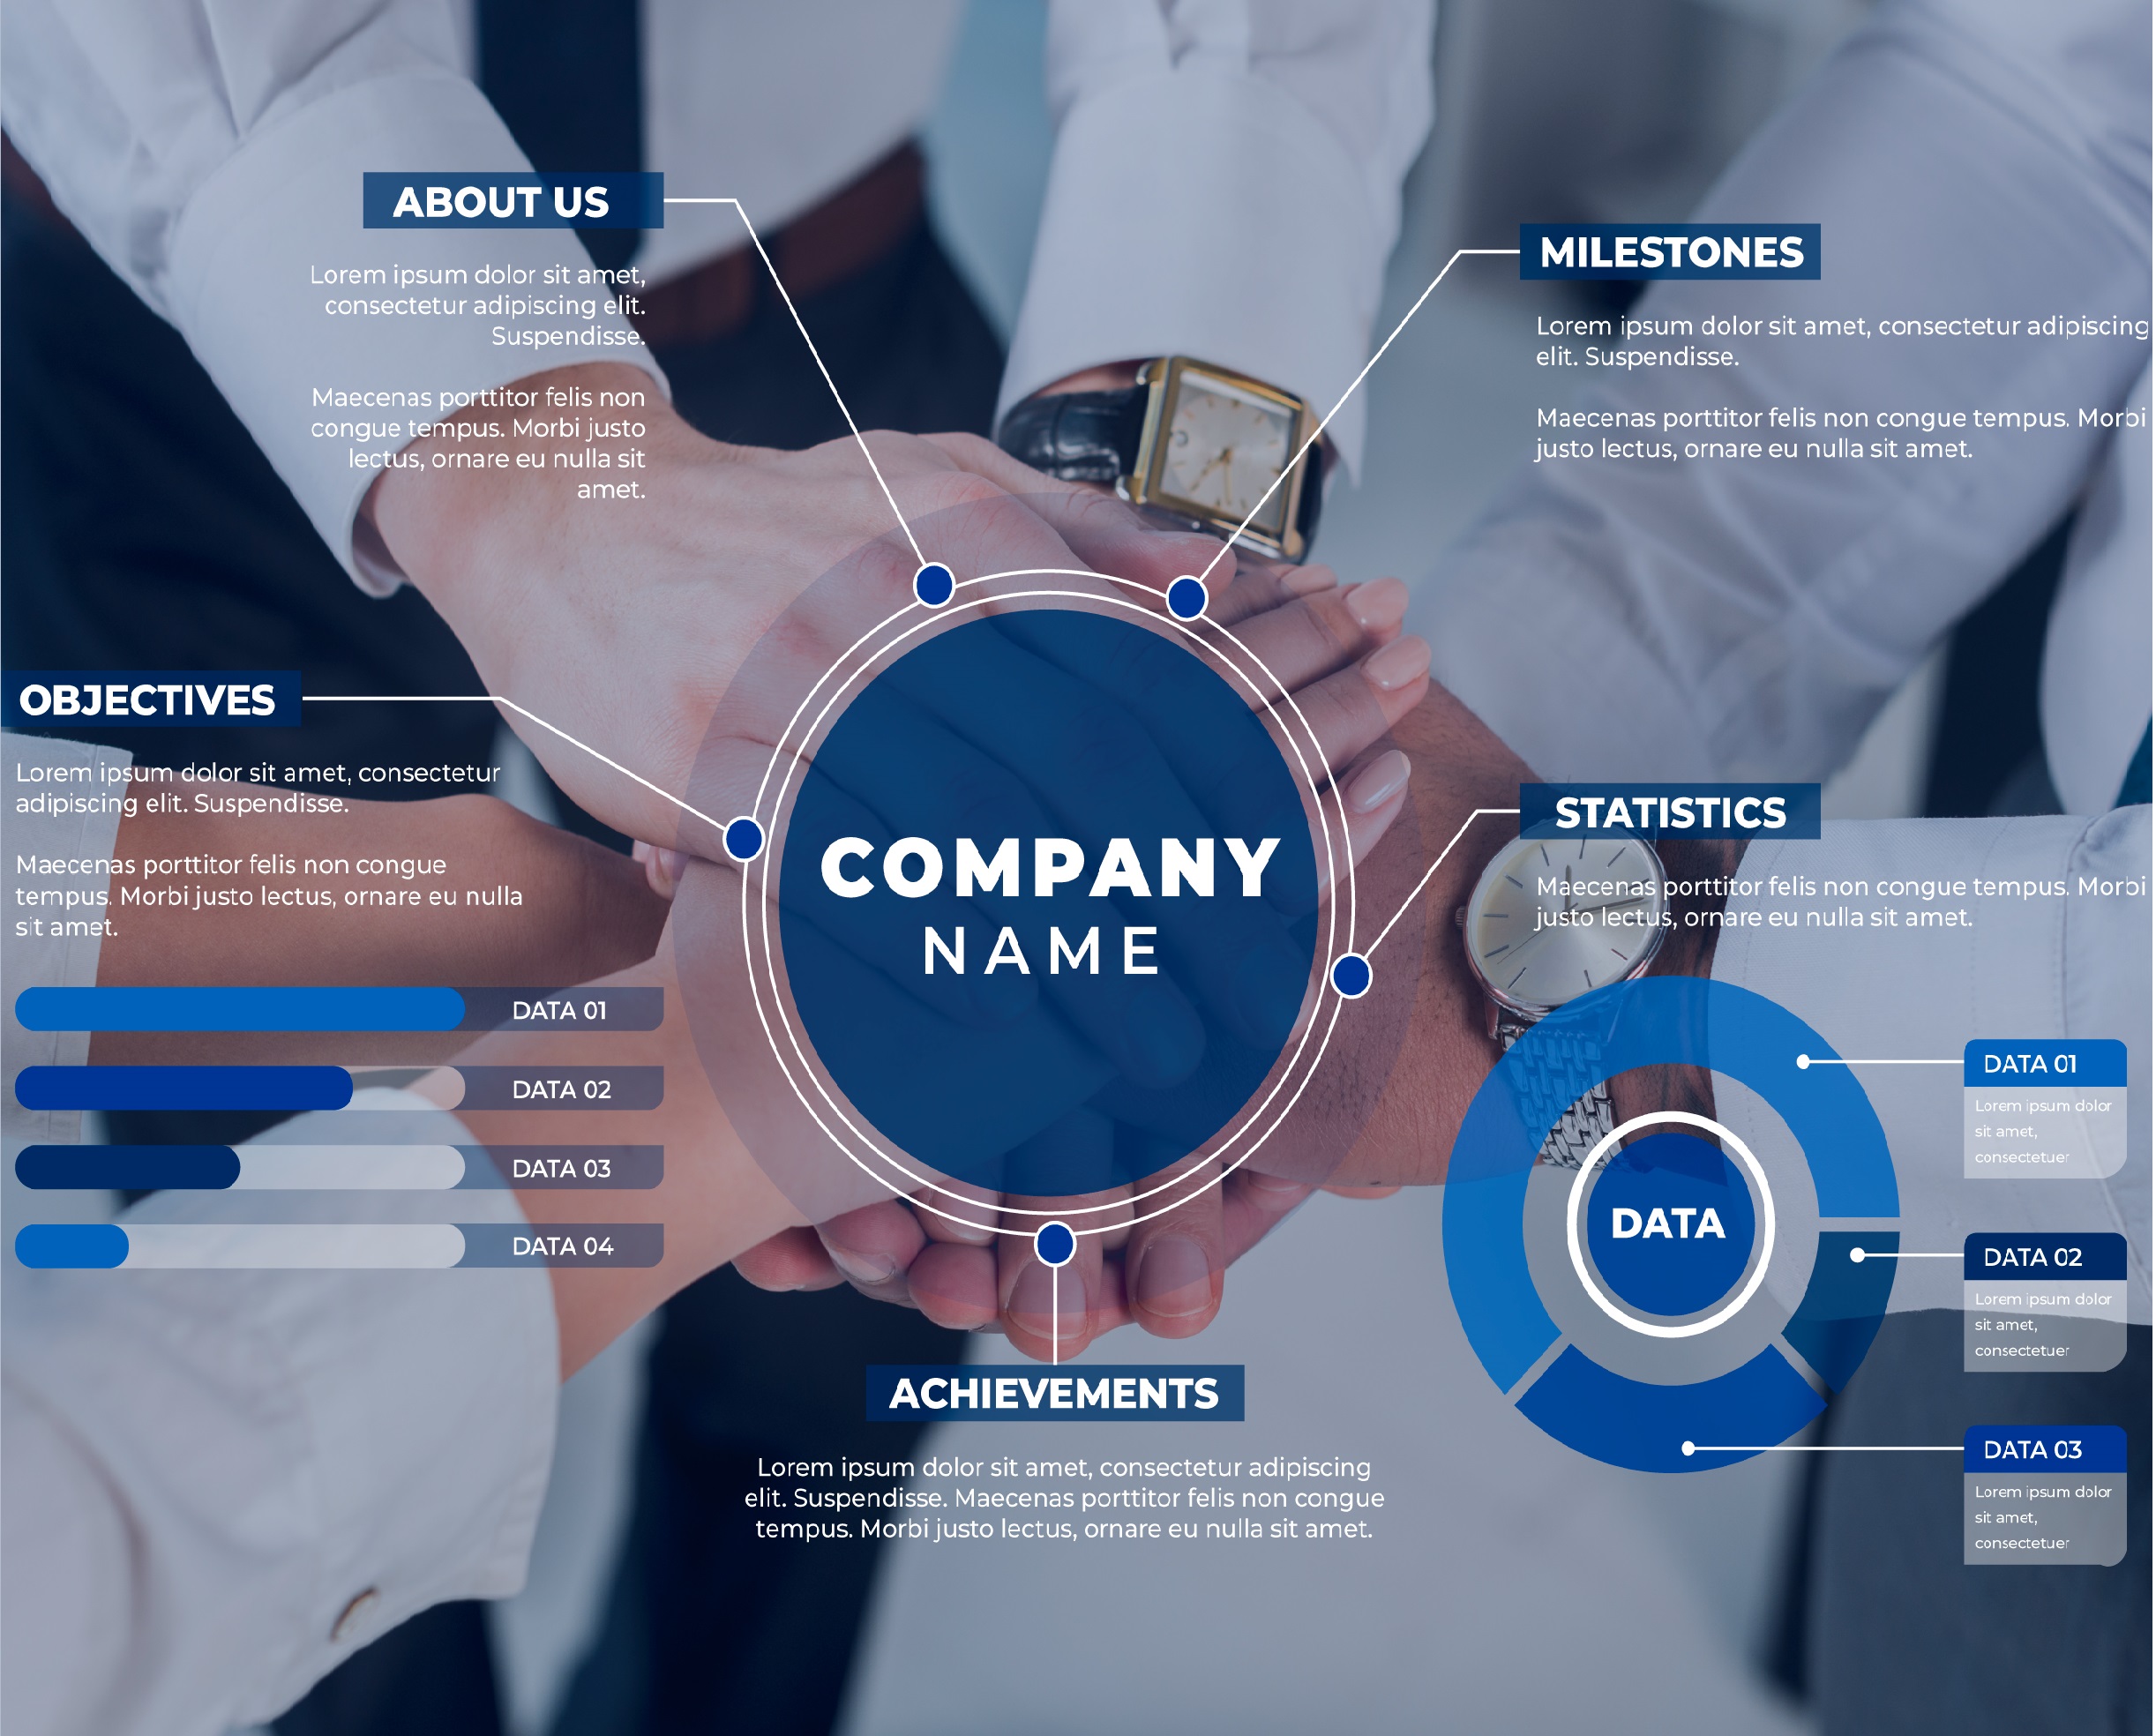 ABOUT US
Lorem ipsum dolor sit amet,
consectetur adipiscing elit.
Suspendisse.
Maecenas porttitor felis non
congue tempus. Morbi justo
lectus, ornare eu nulla sit
amet.
MILESTONES
Lorem ipsum dolor sit amet, consectetur adipiscing
elit. Suspendisse.
Maecenas porttitor felis non congue tempus. Morbi
justo lectus, ornare eu nulla sit amet.
OBJECTIVES
Lorem ipsum dolor sit amet, consectetur
adipiscing elit. Suspendisse.
Maecenas porttitor felis non congue
tempus. Morbi justo lectus, ornare eu nulla
sit amet.
DATA 01
DATA 02
DATA 03
DATA 04
COMPANY
NAME
STATISTICS
Maecenas porttitor felis non congue tempus. Morbi
justo lectus, ornare eu nulla sit amet.
DATA
DATA 01
Lorem ipsum dolor
sit amet,
consectetuer
DATA 02
Lorem ipsum dolor
sit amet,
consectetuer
DATA 03
Lorem ipsum dolor
sit amet,
consectetuer
ACHIEVEMENTS
Lorem ipsum dolor sit amet, consectetur adipiscing
elit. Suspendisse. Maecenas porttitor felis non congue
tempus. Morbi justo lectus, ornare eu nulla sit amet.